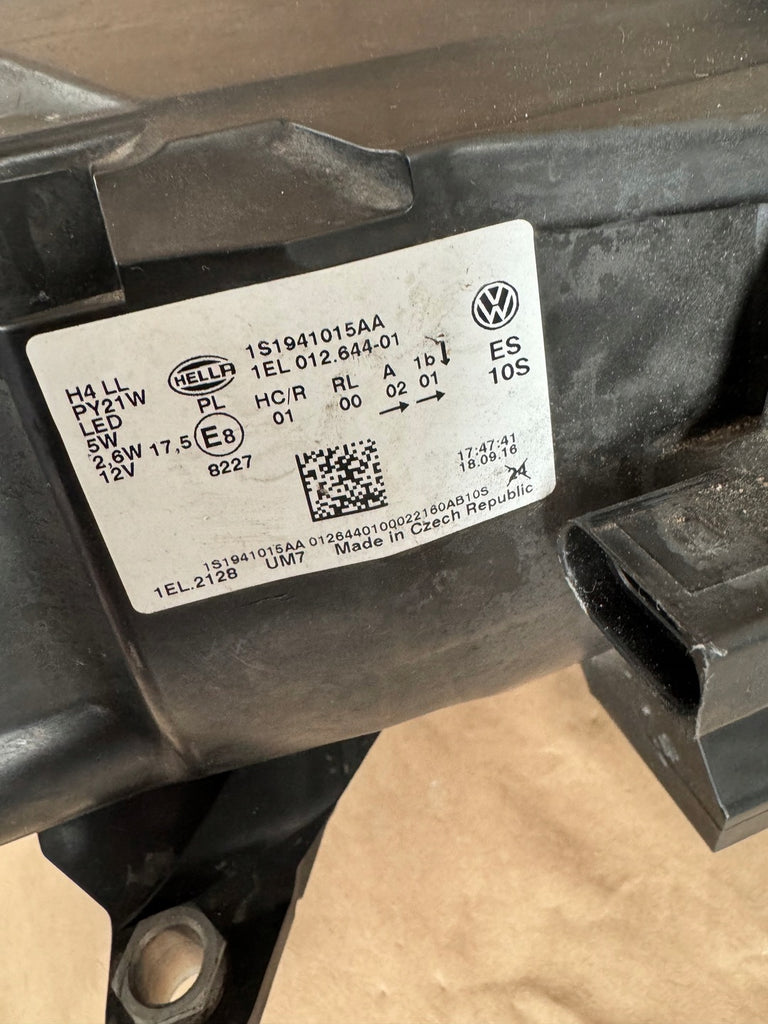 1S1941015AA
1EL 012.644-01
HELLA
VW
H4 LL
PY21W
LED
5W
2,6W
12V
PL
HC/R RL A 1b
01 00 02 01
ES
10S
17,5 E8
8227
17:47:41
18.09.16
24
1S1941015AA 0126440100022160AB10S
1EL.2128 UM7 Made in Czech Republic